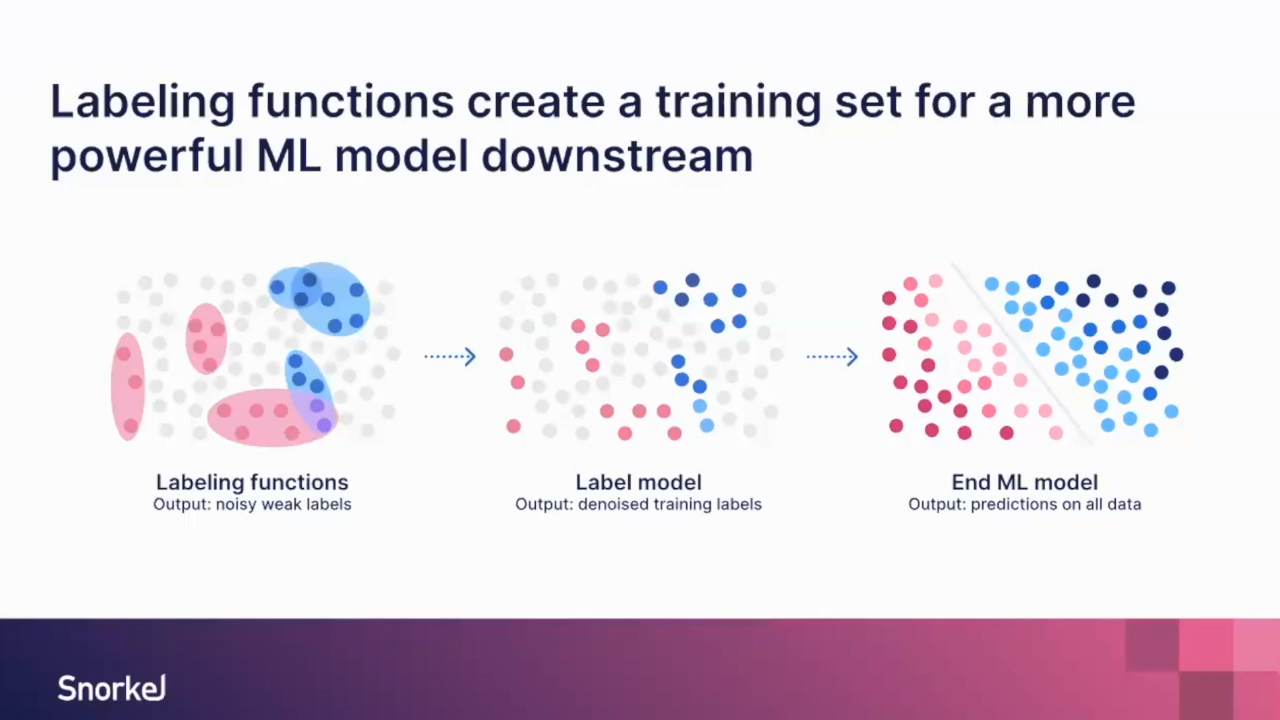 Labeling functions create a training set for a more
powerful ML model downstream
Labeling functions
Output: noisy weak labels
Label model
Output: denoised training labels
End ML model
Output: predictions on all data
Snorkel